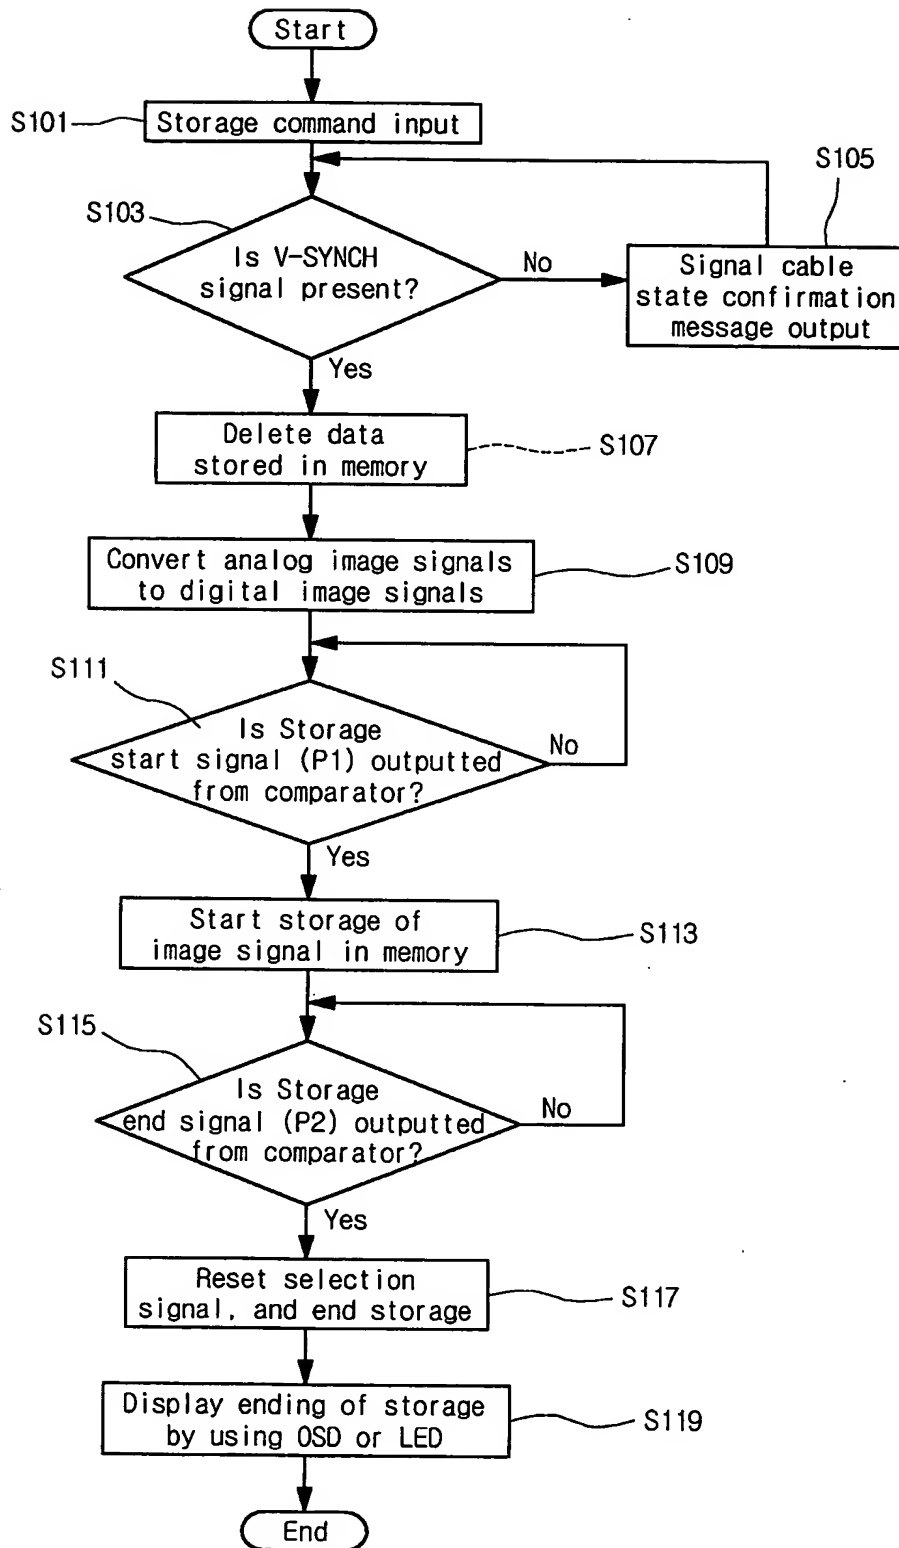 Start
S101
Storage command input
S105
S103
Is V-SYNCH
signal present?
No
Signal cable
state confirmation
message output
Yes
Delete data
stored in memory
S107
Convert analog image signals
to digital image signals
S109
S111
Is Storage
start signal (P1) outputted
from comparator?
No
Yes
Start storage of
image signal in memory
S113
S115
Is Storage
end signal (P2) outputted
from comparator?
No
Yes
Reset selection
signal, and end storage
S117
Display ending of storage
by using OSD or LED
S119
End